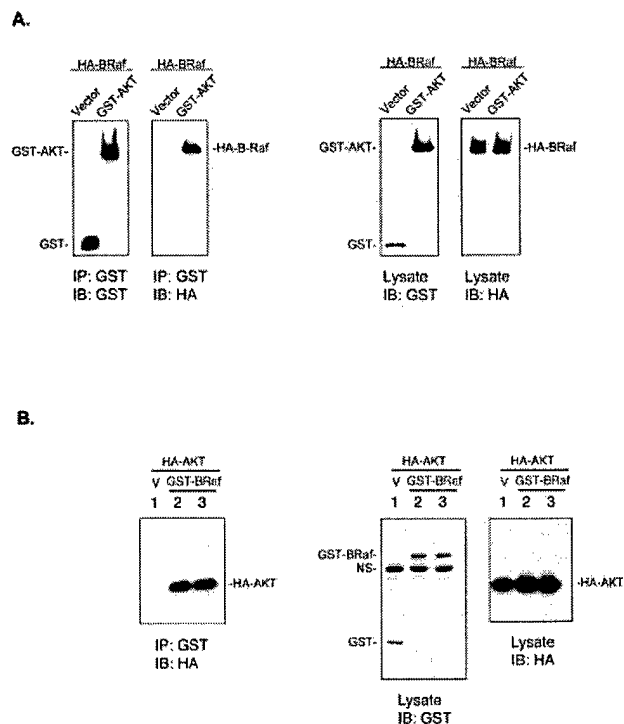 A.
HA-BRaf HA-BRaf HA-BRaf HA-BRaf
Vector GST-AKT Vector GST-AKT Vector GST-AKT Vector GST-AKT
GST-AKT- -HA-B-Raf GST-AKT- -HA-BRaf
GST- GST-
IP: GST IP: GST Lysate Lysate
IB: GST IB: HA IB: GST IB: HA
B.
HA-AKT HA-AKT HA-AKT
V GST-BRaf V GST-BRaf V GST-BRaf
1 2 3 1 2 3 1 2 3
GST-BRaf-
NS-
-HA-AKT -HA-AKT
GST-
IP: GST Lysate
IB: HA IB: HA
Lysate
IB: GST